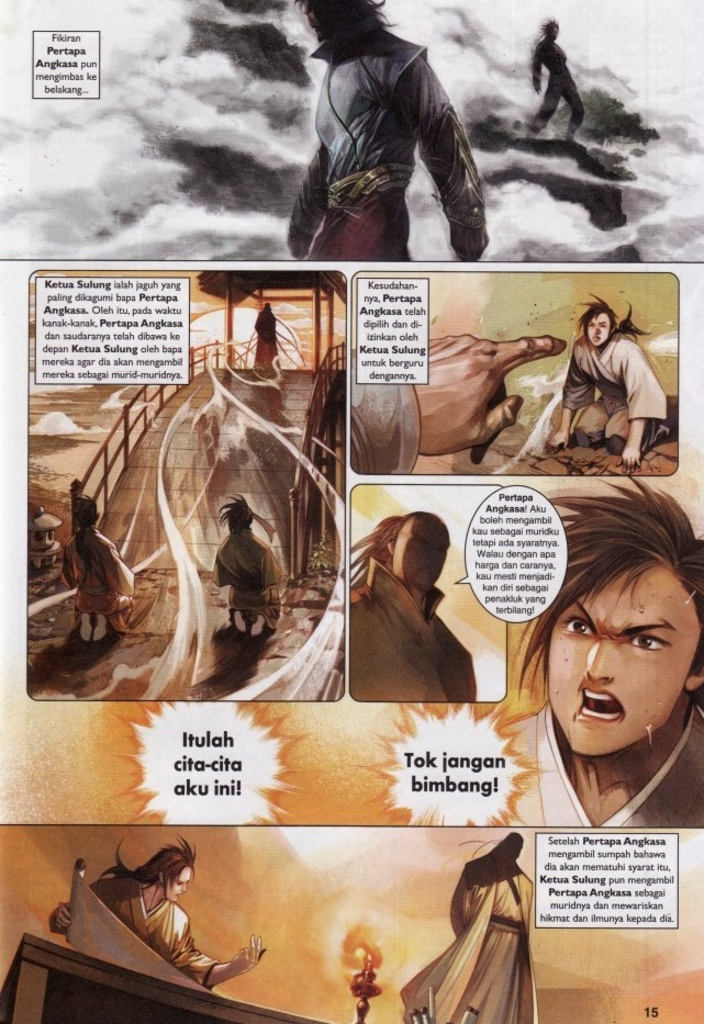 Fikiran
Pertapa
Angkasa pun
mengimbas ke
belakang...
Ketua Sulung ialah jaguh yang
paling dikagumi bapa Pertapa
Angkasa. Oleh itu, pada waktu
kanak-kanak, Pertapa Angkasa
dan saudaranya telah dibawa ke
depan Ketua Sulung oleh bapa
mereka agar dia mengambil
mereka sebagai murid-muridnya.
Kesudahan-
nya, Pertapa
Angkasa telah
dipilih dan di-
izinkan oleh
Ketua Sulung
untuk berguru
dengannya.
Pertapa
Angkasa! Aku
boleh mengambil
kau sebagai muridku
tetapi ada syaratnya.
Walau dengan apa
harga dan caranya,
kau mesti menjadi-
kan diri sebagai
penakluk yang
terbilang!
Itulah
cita-cita
aku ini!
Tok jangan
bimbang!
Setelah Pertapa Angkasa
mengambil sumpah bahawa
dia akan mematuhi syarat itu,
Ketua Sulung pun mengambil
Pertapa Angkasa sebagai
muridnya dan mewariskan
hikmat dan ilmunya kepada dia.
15